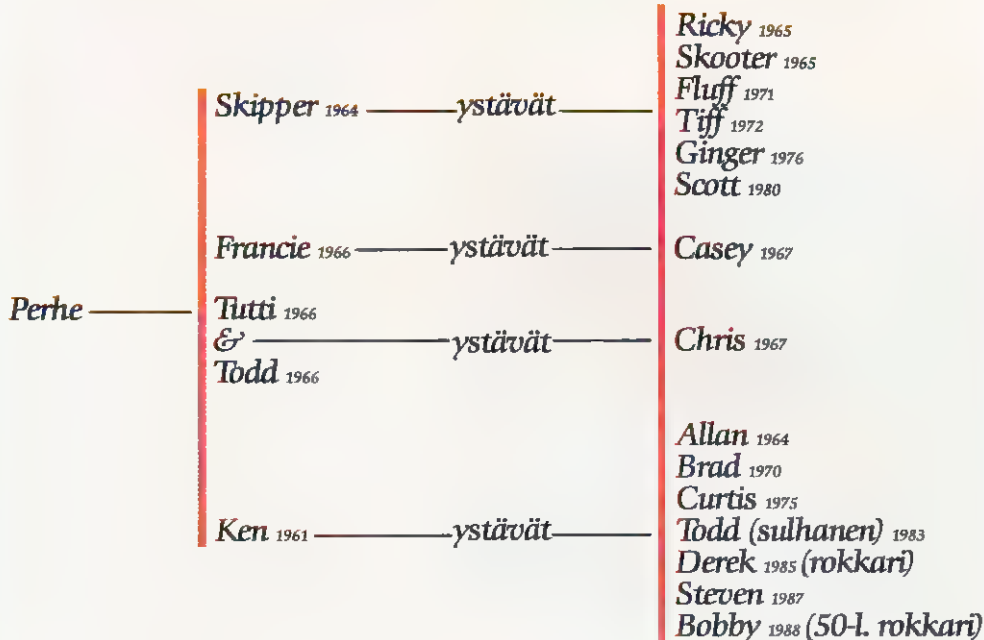 Perhe
Skipper 1964 ystävät
Ricky 1965
Skooter 1965
Fluff 1971
Tiff 1972
Ginger 1976
Scott 1980
Francie 1966 ystävät
Casey 1967
Tutti 1966
&
Todd 1966
ystävät
Chris 1967
Ken 1961 ystävät
Allan 1964
Brad 1970
Curtis 1975
Todd (sulhanen) 1983
Derek 1985 (rokkari)
Steven 1987
Bobby 1988 (50-l. rokkari)